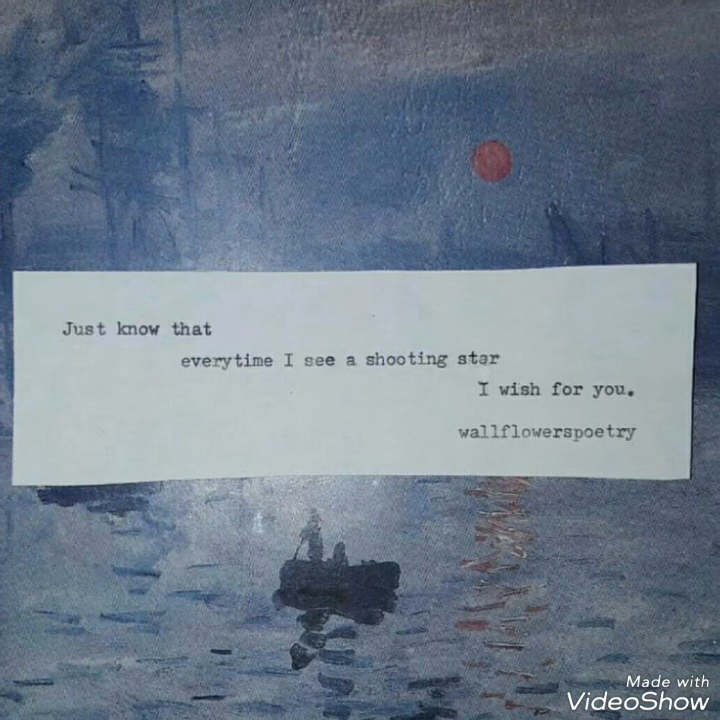 Just know that
everytime I see a shooting star
I wish for you.
wallflowerspoetry
Made with
VideoShow